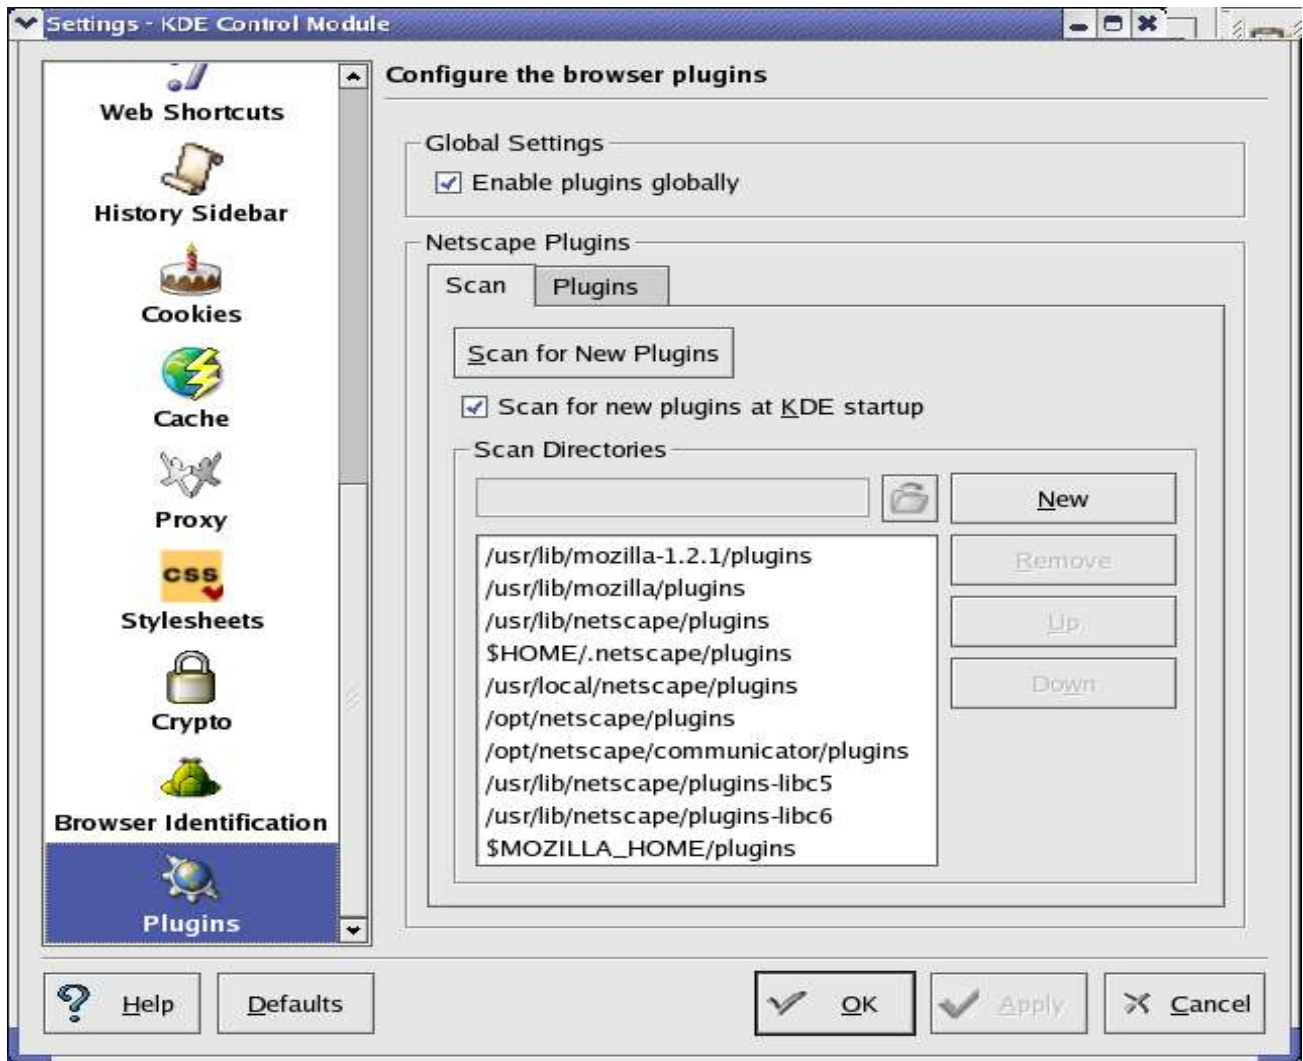 Settings - KDE Control Module
Web Shortcuts
History Sidebar
Cookies
Cache
Proxy
css
Stylesheets
Crypto
Browser Identification
Plugins
Configure the browser plugins
Global Settings
Enable plugins globally
Netscape Plugins
Scan Plugins
Scan for New Plugins
Scan for new plugins at KDE startup
Scan Directories
New
Remove
Up
Down
/usr/lib/mozilla-1.2.1/plugins
/usr/lib/mozilla/plugins
/usr/lib/netscape/plugins
$HOME/.netscape/plugins
/usr/local/netscape/plugins
/opt/netscape/plugins
/opt/netscape/communicator/plugins
/usr/lib/netscape/plugins-libc5
/usr/lib/netscape/plugins-libc6
$MOZILLA_HOME/plugins
Help Defaults OK Apply Cancel